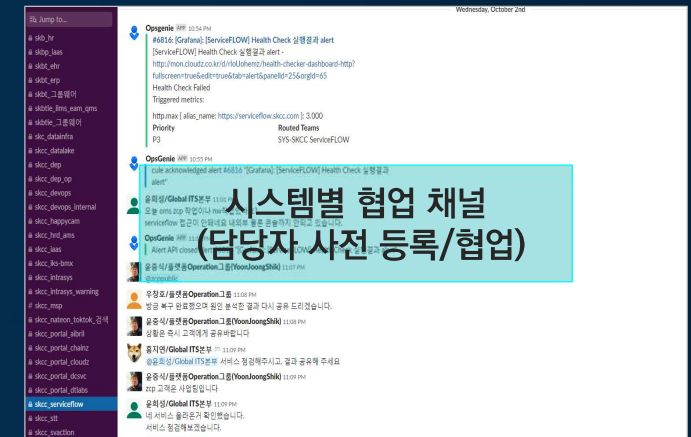 Wednesday, October 2nd
Jump to...
skb_hr
skbp_iaas
skbt_ehr
skbt_erp
skbt_그룹웨어
skbtie_lims_eam_qms
skbtie_그룹웨어
skc_datainfra
skcc_datalake
skcc_dep
skcc_dep_op
skcc_devops
skcc_devops_internal
skcc_happycam
skcc_hrd_ams
skcc_iaas
skcc_iks-bmx
skcc_intrasys
skcc_intrasys_warning
# skcc_msp
skcc_nateon_toktok_검색
skcc_portal_aibril
skcc_portal_chainz
skcc_portal_cloudz
skcc_portal_dcsvc
skcc_portal_dtlabs
skcc_serviceflow
skcc_stt
skcc_svaction
Opsgenie APP 10:54 PM
#6816: [Grafana]: [ServiceFLOW] Health Check 실행결과 alert
[ServiceFLOW] Health Check 실행결과 alert -
http://mon.cloudz.co.kr/d/rloUohemz/health-checker-dashboard-http?
fullscreen=true&edit=true&tab=alert&panelId=25&orgId=65
Health Check Failed
Triggered metrics:
http.max { alias_name: https://serviceflow.skcc.com }: 3.000
Priority Routed Teams
P3 SYS-SKCC ServiceFLOW
OpsGenie APP 10:55 PM
cule acknowledged alert #6816 "[Grafana]: [ServiceFLOW] Health Check 실행결과
alert"
윤희성/Global ITS본부
시스템별 협업 채널
(담당자 사전 등록/협업)
OpsGenie
Alert API closed
윤중식/플랫폼Operation그룹(YoonJoongShik) 11:07 PM
@zcppublic
우창호/플랫폼Operation그룹 11:08 PM
방금 복구 완료했으며 원인 분석한 결과 다시 공유 드리겠습니다.
윤중식/플랫폼Operation그룹(YoonJoongShik) 11:08 PM
상황은 즉시 고객에게 공유바랍니다
홍지연/Global ITS본부 11:09 PM
@윤희성/Global ITS본부 서비스 점검해주시고, 결과 공유해 주세요
윤중식/플랫폼Operation그룹(YoonJoongShik) 11:09 PM
zcp 고객은 사업팀입니다
윤희성/Global ITS본부 11:09 PM
네 서비스 올라온거 확인했습니다.
서비스 점검해보겠습니다.